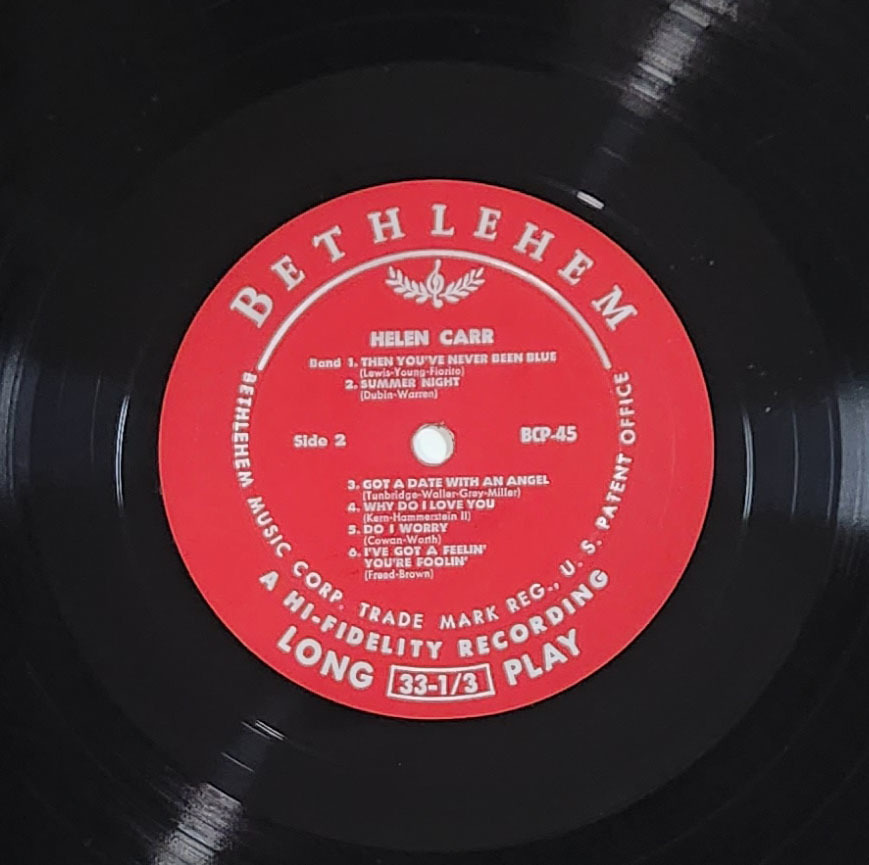 BETHLEHEM
HELEN CARR
Band 1. THEN YOU'VE NEVER BEEN BLUE
(Lewis-Young-Fiorito)
2. SUMMER NIGHT
(Dubin-Warren)
Side 2
BCP-45
3. GOT A DATE WITH AN ANGEL
(Tunbridge-Waller-Grey-Miller)
4. WHY DO I LOVE YOU
(Kern-Hammerstein II)
5. DO I WORRY
(Cowan-Worth)
6. I'VE GOT A FEELIN'
YOU'RE FOOLIN'
(Freed-Brown)
BETHLEHEM MUSIC CORP. TRADE MARK REG., U. S. PATENT OFFICE
A HI-FIDELITY RECORDING
LONG 33-1/3 PLAY